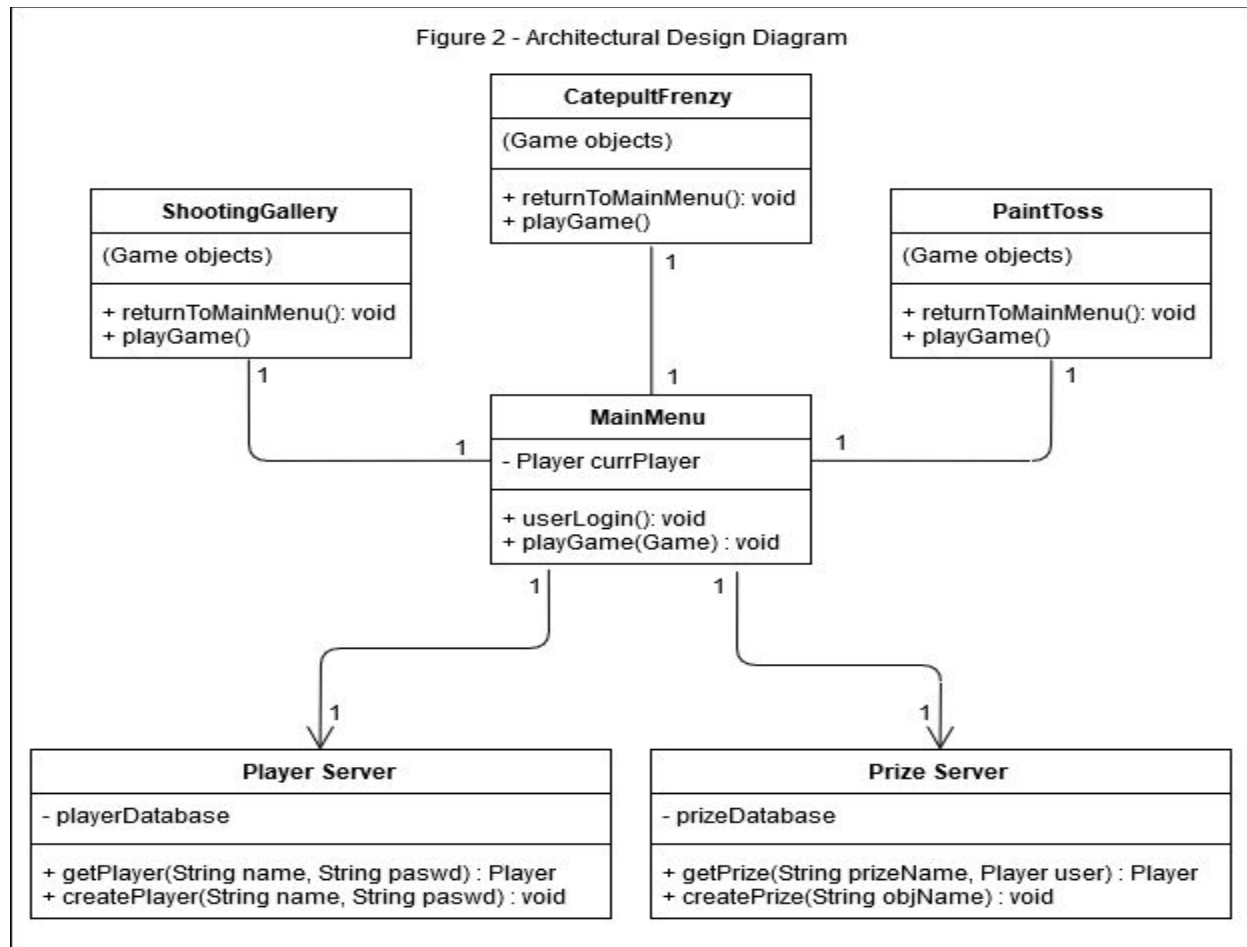 Figure 2 - Architectural Design Diagram
CatepultFrenzy
(Game objects)
+ returnToMainMenu(): void
+ playGame()
1
ShootingGallery
(Game objects)
+ returnToMainMenu(): void
+ playGame()
1
PaintToss
(Game objects)
+ returnToMainMenu(): void
+ playGame()
1
1
1
1
MainMenu
- Player currPlayer
+ userLogin(): void
+ playGame(Game) : void
1
1
1
1
Player Server
- playerDatabase
+ getPlayer(String name, String paswd) : Player
+ createPlayer(String name, String paswd) : void
Prize Server
- prizeDatabase
+ getPrize(String prizeName, Player user) : Player
+ createPrize(String objName) : void